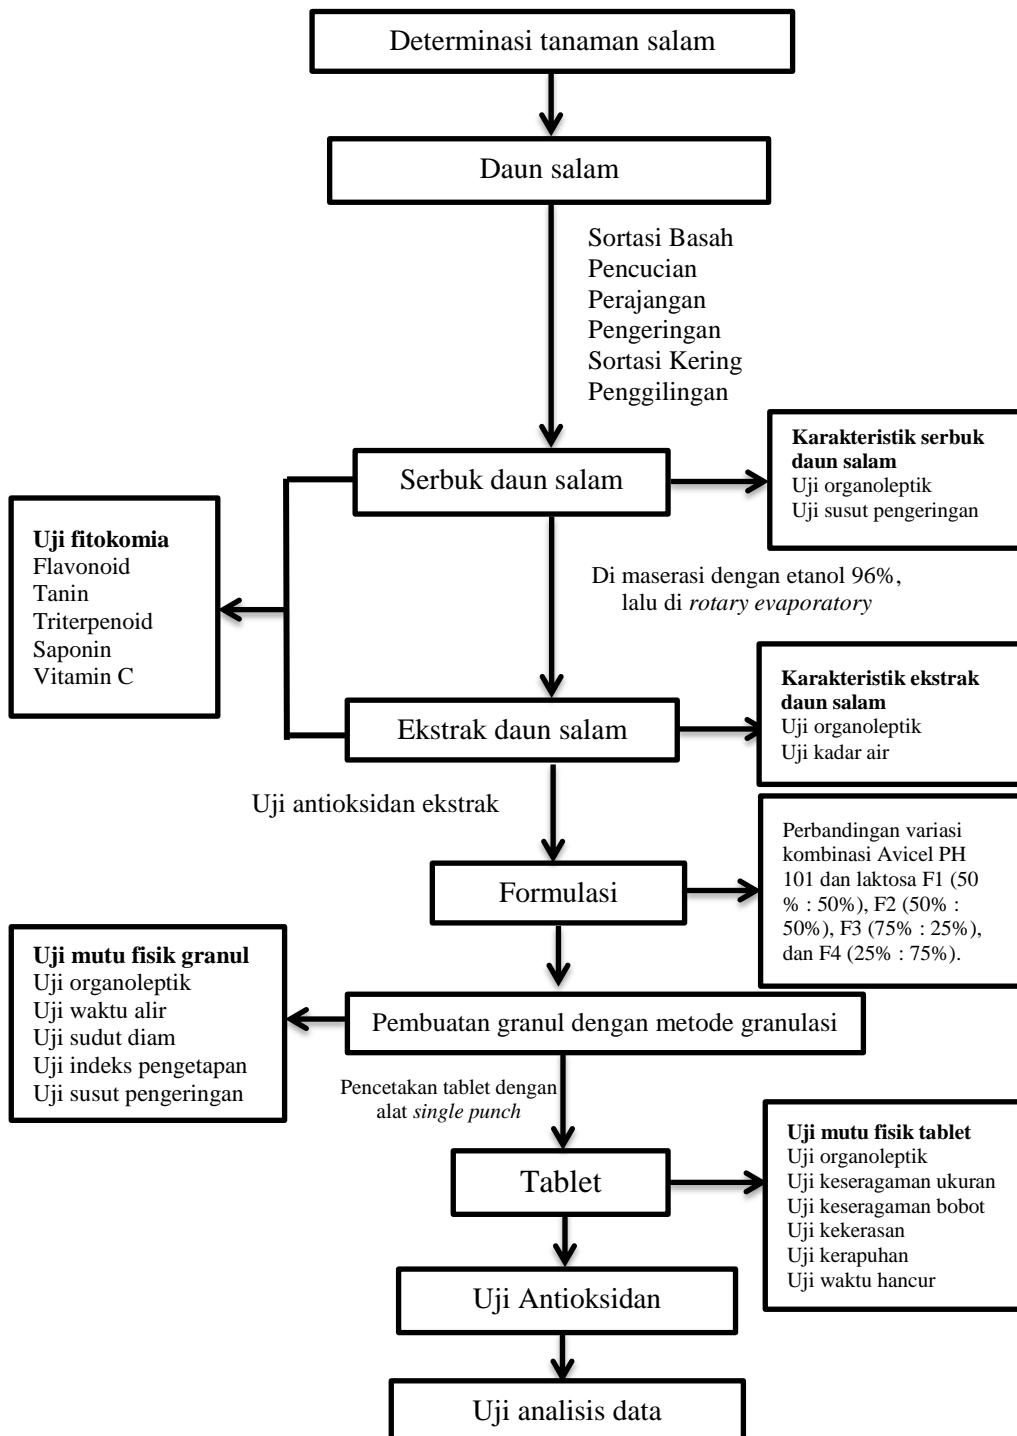 Determinasi tanaman salam
Daun salam
Sortasi Basah
Pencucian
Perajangan
Pengeringan
Sortasi Kering
Penggilingan
Serbuk daun salam
Karakteristik serbuk
daun salam
Uji organoleptik
Uji susut pengeringan
Uji fitokomia
Flavonoid
Tanin
Triterpenoid
Saponin
Vitamin C
Di maserasi dengan etanol 96%,
lalu di rotary evaporatory
Ekstrak daun salam
Karakteristik ekstrak
daun salam
Uji organoleptik
Uji kadar air
Uji antioksidan ekstrak
Formulasi
Perbandingan variasi
kombinasi Avicel PH
101 dan laktosa F1 (50
% : 50%), F2 (50% :
50%), F3 (75% : 25%),
dan F4 (25% : 75%).
Uji mutu fisik granul
Uji organoleptik
Uji waktu alir
Uji sudut diam
Uji indeks pengetapan
Uji susut pengeringan
Pembuatan granul dengan metode granulasi
Pencetakan tablet dengan
alat single punch
Tablet
Uji mutu fisik tablet
Uji organoleptik
Uji keseragaman ukuran
Uji keseragaman bobot
Uji kekerasan
Uji kerapuhan
Uji waktu hancur
Uji Antioksidan
Uji analisis data